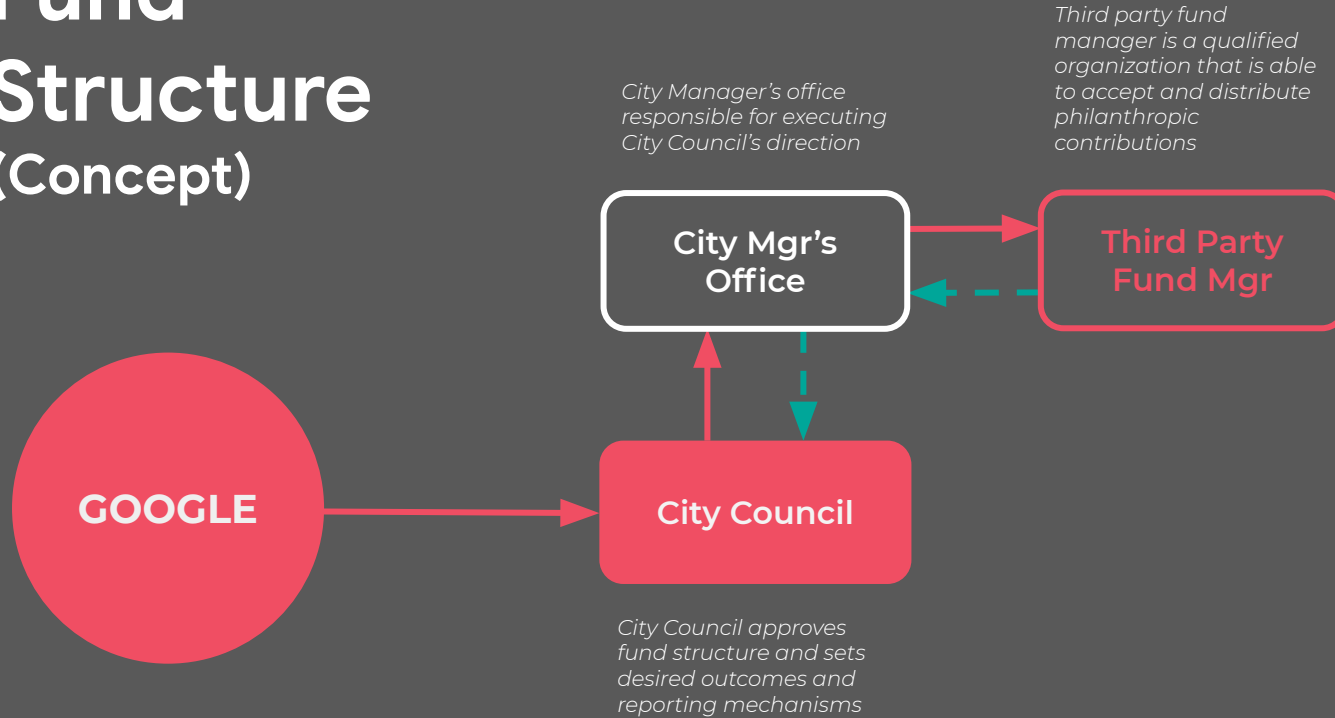 Fund
Structure
(Concept)
Third party fund
manager is a qualified
organization that is able
to accept and distribute
philanthropic
contributions
City Manager’s office
responsible for executing
City Council’s direction
City Mgr’s
Office
Third Party
Fund Mgr
GOOGLE
City Council
City Council approves
fund structure and sets
desired outcomes and
reporting mechanisms